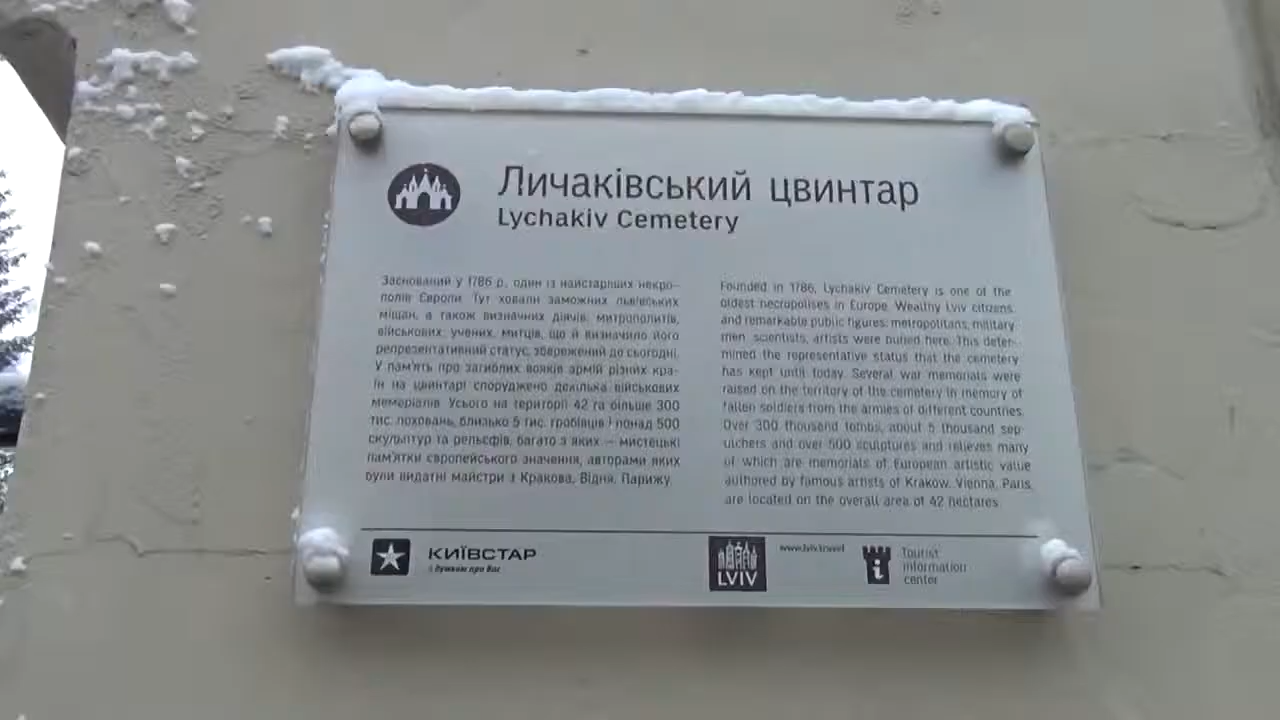 Личаківський цвинтар
Lychakiv Cemetery
Заснований у 1786 р., один із найстаріших некро-
полів Європи. Тут ховали заможних львівських
міщан, а також визначних діячів: митрополитів,
військових, учених, митців, що й визначило його
репрезентативний статус, збережений до сьогодні.
У пам'ять про загиблих вояків армій різних кра-
їн на цвинтарі споруджено декілька військових
меморіалів. Усього на території 42 га більше 300
тис. поховань, близько 5 тис. гробівців і понад 500
скульптур та рельєфів, багато з яких — мистецькі
пам'ятки європейського значення, авторами яких
були видатні майстри з Кракова, Відня, Парижу.
Founded in 1786, Lychakiv Cemetery is one of the
oldest necropolises in Europe. Wealthy Lviv citizens
and remarkable public figures: metropolitans, military
men, scientists, artists were buried here. This deter-
mined the representative status that the cemetery
has kept until today. Several war memorials were
raised on the territory of the cemetery in memory of
fallen soldiers from the armies of different countries.
Over 300 thousand tombs, about 5 thousand sep-
ulchers and over 500 sculptures and relieves many
of which are memorials of European artistic value
authored by famous artists of Krakow, Vienna, Paris
are located on the overall area of 42 hectares.
КИЇВСТАР
З думкою про Вас
LVIV
www.lviv.travel
i
Tourist
information
center